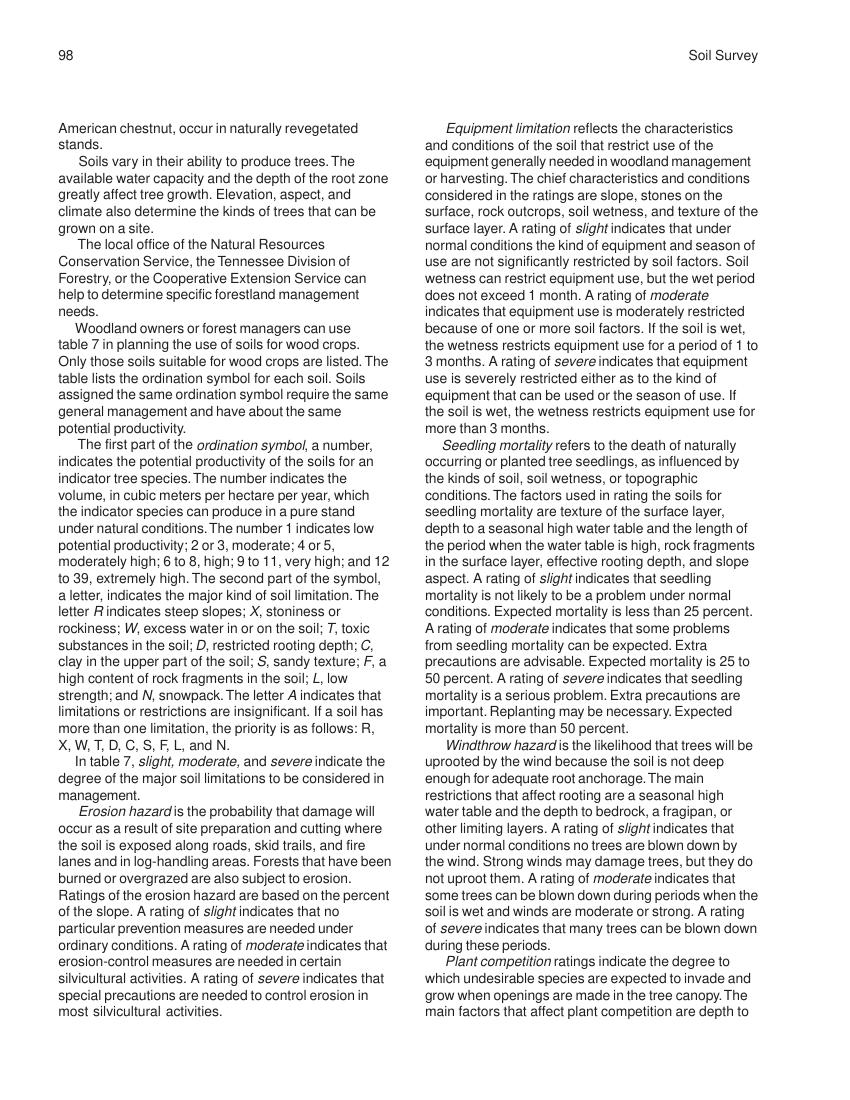 98
Soil Survey
American chestnut, occur in naturally revegetated
stands.
Soils vary in their ability to produce trees. The
available water capacity and the depth of the root zone
greatly affect tree growth. Elevation, aspect, and
climate also determine the kinds of trees that can be
grown on a site.
The local office of the Natural Resources
Conservation Service, the Tennessee Division of
Forestry, or the Cooperative Extension Service can
help to determine specific forestland management
needs.
Woodland owners or forest managers can use
table 7 in planning the use of soils for wood crops.
Only those soils suitable for wood crops are listed. The
table lists the ordination symbol for each soil. Soils
assigned the same ordination symbol require the same
general management and have about the same
potential productivity.
The first part of the ordination symbol, a number,
indicates the potential productivity of the soils for an
indicator tree species. The number indicates the
volume, in cubic meters per hectare per year, which
the indicator species can produce in a pure stand
under natural conditions. The number 1 indicates low
potential productivity; 2 or 3, moderate; 4 or 5,
moderately high; 6 to 8, high; 9 to 11, very high; and 12
to 39, extremely high. The second part of the symbol,
a letter, indicates the major kind of soil limitation. The
letter R indicates steep slopes; X, stoniness or
rockiness; W, excess water in or on the soil; T, toxic
substances in the soil; D, restricted rooting depth; C,
clay in the upper part of the soil; S, sandy texture; F, a
high content of rock fragments in the soil; L, low
strength; and N, snowpack. The letter A indicates that
limitations or restrictions are insignificant. If a soil has
more than one limitation, the priority is as follows: R,
X, W, T, D, C, S, F, L, and N.
In table 7, slight, moderate, and severe indicate the
degree of the major soil limitations to be considered in
management.
Erosion hazard is the probability that damage will
occur as a result of site preparation and cutting where
the soil is exposed along roads, skid trails, and fire
lanes and in log-handling areas. Forests that have been
burned or overgrazed are also subject to erosion.
Ratings of the erosion hazard are based on the percent
of the slope. A rating of slight indicates that no
particular prevention measures are needed under
ordinary conditions. A rating of moderate indicates that
erosion-control measures are needed in certain
silvicultural activities. A rating of severe indicates that
special precautions are needed to control erosion in
most silvicultural activities.
Equipment limitation reflects the characteristics
and conditions of the soil that restrict use of the
equipment generally needed in woodland management
or harvesting. The chief characteristics and conditions
considered in the ratings are slope, stones on the
surface, rock outcrops, soil wetness, and texture of the
surface layer. A rating of slight indicates that under
normal conditions the kind of equipment and season of
use are not significantly restricted by soil factors. Soil
wetness can restrict equipment use, but the wet period
does not exceed 1 month. A rating of moderate
indicates that equipment use is moderately restricted
because of one or more soil factors. If the soil is wet,
the wetness restricts equipment use for a period of 1 to
3 months. A rating of severe indicates that equipment
use is severely restricted either as to the kind of
equipment that can be used or the season of use. If
the soil is wet, the wetness restricts equipment use for
more than 3 months.
Seedling mortality refers to the death of naturally
occurring or planted tree seedlings, as influenced by
the kinds of soil, soil wetness, or topographic
conditions. The factors used in rating the soils for
seedling mortality are texture of the surface layer,
depth to a seasonal high water table and the length of
the period when the water table is high, rock fragments
in the surface layer, effective rooting depth, and slope
aspect. A rating of slight indicates that seedling
mortality is not likely to be a problem under normal
conditions. Expected mortality is less than 25 percent.
A rating of moderate indicates that some problems
from seedling mortality can be expected. Extra
precautions are advisable. Expected mortality is 25 to
50 percent. A rating of severe indicates that seedling
mortality is a serious problem. Extra precautions are
important. Replanting may be necessary. Expected
mortality is more than 50 percent.
Windthrow hazard is the likelihood that trees will be
uprooted by the wind because the soil is not deep
enough for adequate root anchorage. The main
restrictions that affect rooting are a seasonal high
water table and the depth to bedrock, a fragipan, or
other limiting layers. A rating of slight indicates that
under normal conditions no trees are blown down by
the wind. Strong winds may damage trees, but they do
not uproot them. A rating of moderate indicates that
some trees can be blown down during periods when the
soil is wet and winds are moderate or strong. A rating
of severe indicates that many trees can be blown down
during these periods.
Plant competition ratings indicate the degree to
which undesirable species are expected to invade and
grow when openings are made in the tree canopy. The
main factors that affect plant competition are depth to